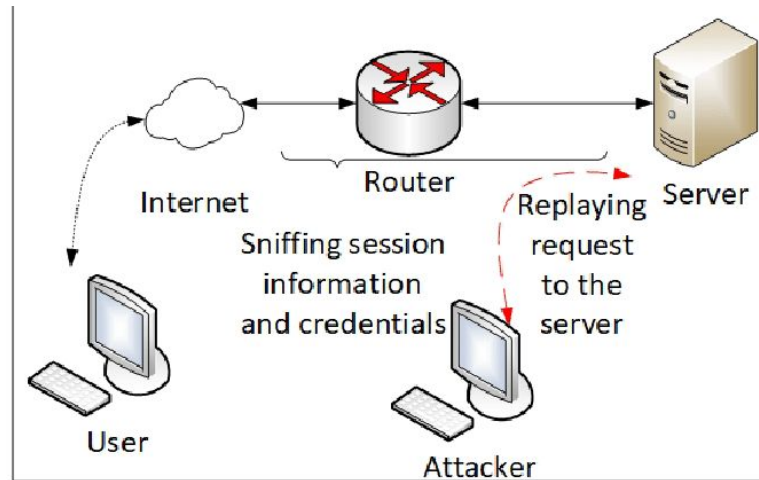 Internet
Router
Server
Sniffing session
information
and credentials
Replaying
request
to the
server
User
Attacker